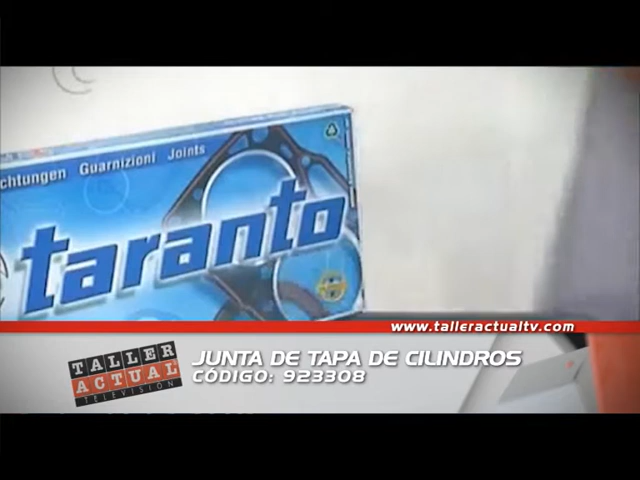 chtungen Guarnizioni Joints
taranto
www.talleractualtv.com
TALLER
ACTUAL
TELEVISIÓN
JUNTA DE TAPA DE CILINDROS
CÓDIGO: 923308